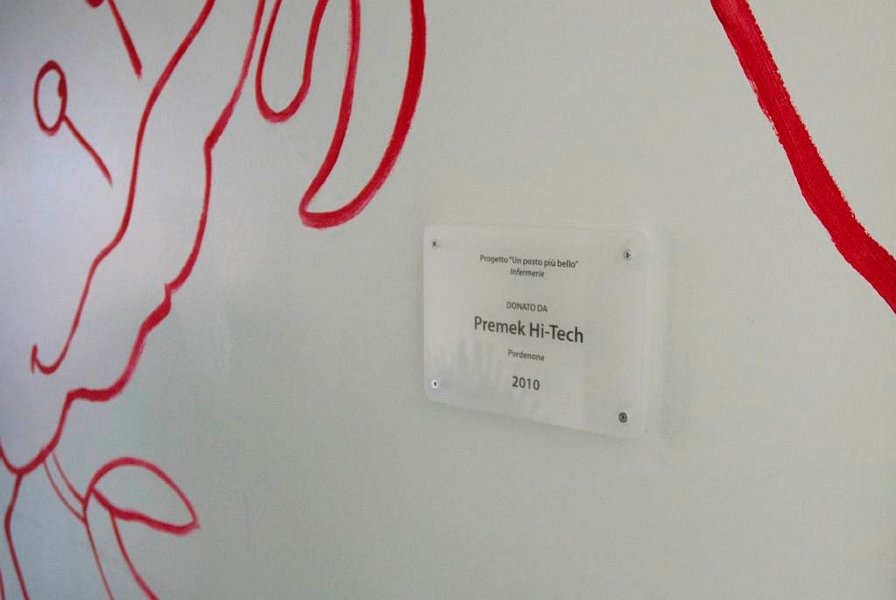 Progetto "Un posto più bello"
Infermerie
DONATO DA
Premek Hi-Tech
Pordenone
2010